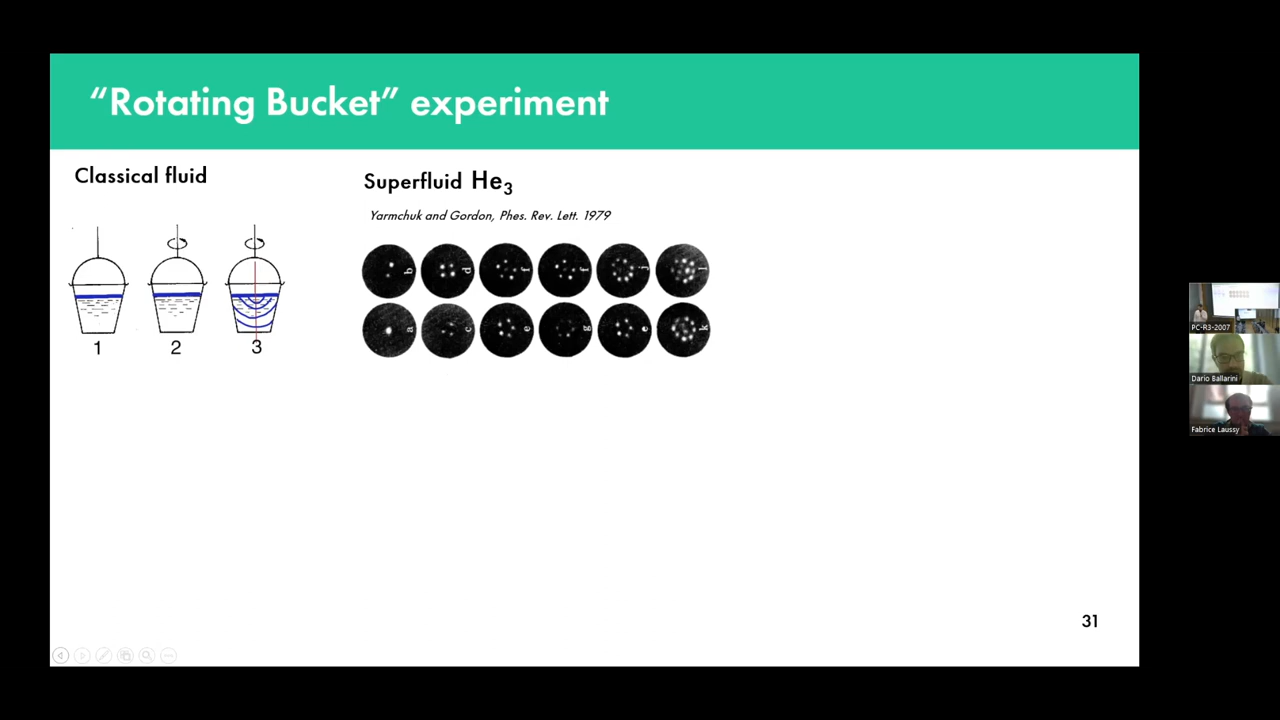 “Rotating Bucket” experiment
Classical fluid
1
2
3
Superfluid He₃
Yarmchuk and Gordon, Phes. Rev. Lett. 1979
b
d
f
f
j
l
a
c
e
g
e
k
31
PC-R3-2007
Dario Ballarini
Fabrice Laussy